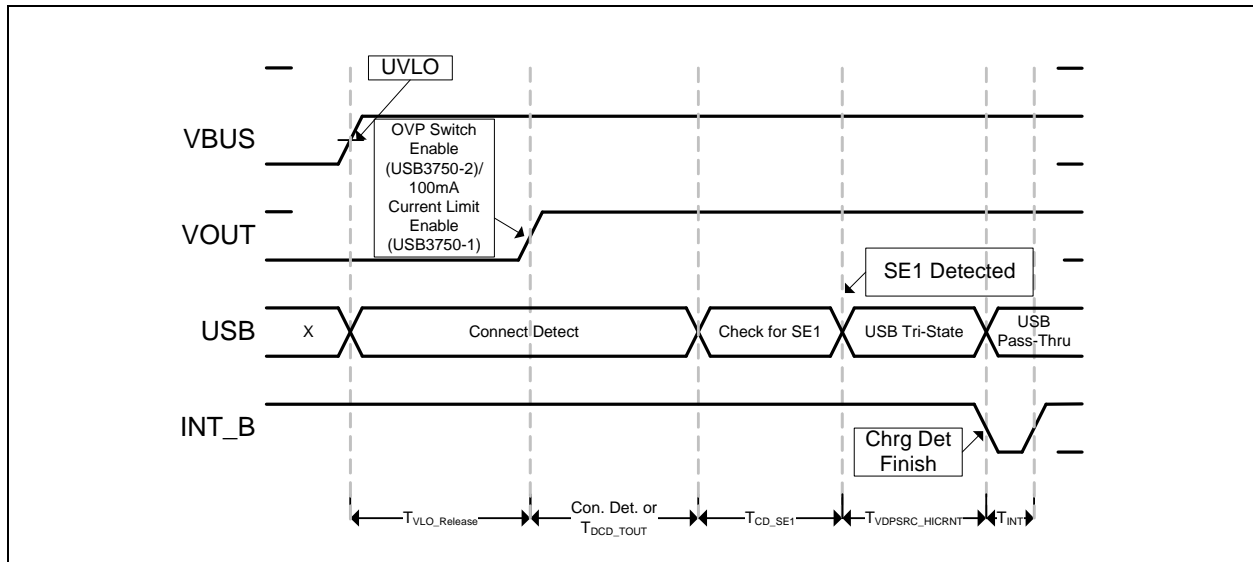 UVLO
VBUS
OVP Switch
Enable
(USB3750-2)/
100mA
Current Limit
Enable
(USB3750-1)
VOUT
SE1 Detected
USB
X
Connect Detect
Check for SE1
USB Tri-State
USB
Pass-Thru
INT_B
Chrg Det
Finish
TVLO_Release
Con. Det. or
TDCD_TOUT
TCD_SE1
TVDPSRC_HICRNT
TINT